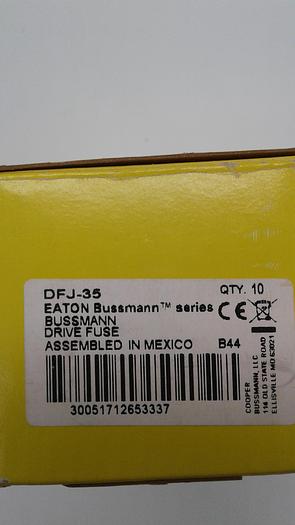 DFJ-35 QTY. 10
EATON Bussmann™ series CE
BUSSMANN
DRIVE FUSE
ASSEMBLED IN MEXICO B44
30051712653337
COOPER
BUSSMANN, LLC
114 OLD STATE ROAD
ELLISVILLE MO 63021